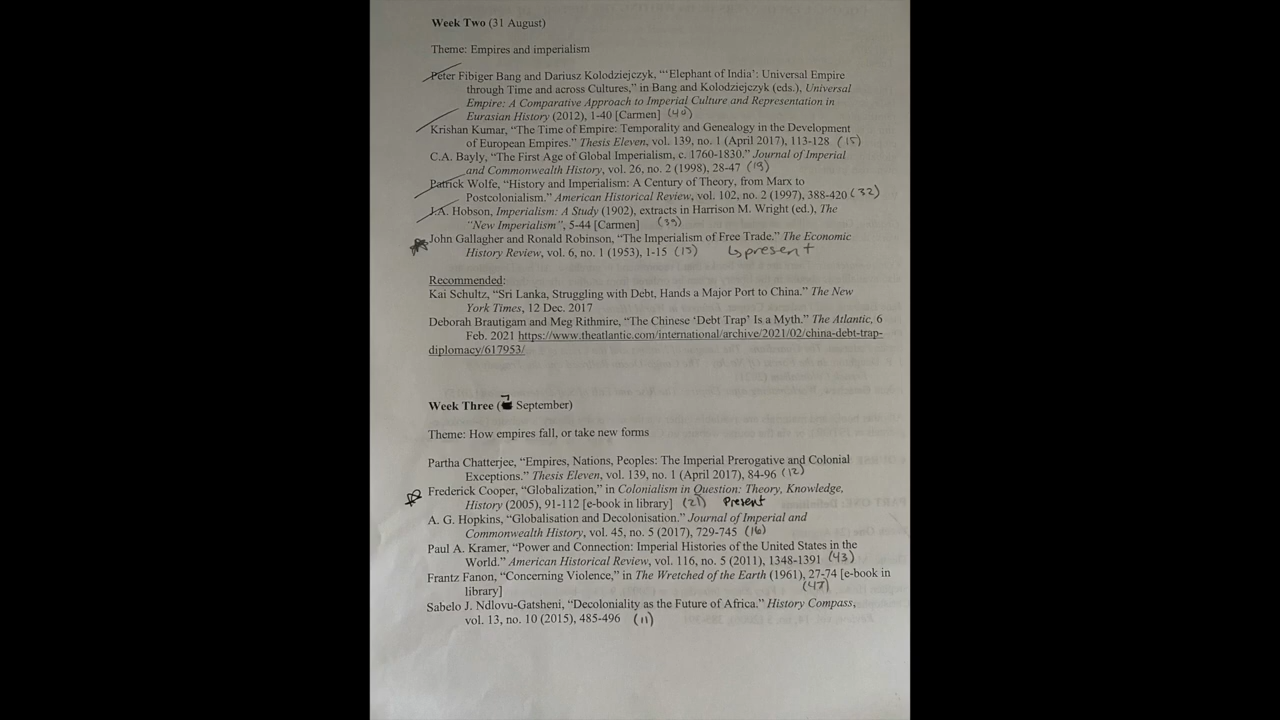 Week Two (31 August)
Theme: Empires and imperialism
Peter Fibiger Bang and Dariusz Kolodziejczyk, “‘Elephant of India’: Universal Empire
through Time and across Cultures,” in Bang and Kolodziejczyk (eds.), Universal
Empire: A Comparative Approach to Imperial Culture and Representation in
Eurasian History (2012), 1-40 [Carmen] (40)
Krishan Kumar, “The Time of Empire: Temporality and Genealogy in the Development
of European Empires.” Thesis Eleven, vol. 139, no. 1 (April 2017), 113-128 (15)
C.A. Bayly, “The First Age of Global Imperialism, c. 1760-1830.” Journal of Imperial
and Commonwealth History, vol. 26, no. 2 (1998), 28-47 (19)
Patrick Wolfe, “History and Imperialism: A Century of Theory, from Marx to
Postcolonialism.” American Historical Review, vol. 102, no. 2 (1997), 388-420 (32)
J.A. Hobson, Imperialism: A Study (1902), extracts in Harrison M. Wright (ed.), The
“New Imperialism”, 5-44 [Carmen] (39)
John Gallagher and Ronald Robinson, “The Imperialism of Free Trade.” The Economic
History Review, vol. 6, no. 1 (1953), 1-15 (15) ↳present
Recommended:
Kai Schultz, “Sri Lanka, Struggling with Debt, Hands a Major Port to China.” The New
York Times, 12 Dec. 2017
Deborah Brautigam and Meg Rithmire, “The Chinese ‘Debt Trap’ Is a Myth.” The Atlantic, 6
Feb. 2021 https://www.theatlantic.com/international/archive/2021/02/china-debt-trap-
diplomacy/617953/
Week Three (7 September)
Theme: How empires fall, or take new forms
Partha Chatterjee, “Empires, Nations, Peoples: The Imperial Prerogative and Colonial
Exceptions.” Thesis Eleven, vol. 139, no. 1 (April 2017), 84-96 (12)
Frederick Cooper, “Globalization,” in Colonialism in Question: Theory, Knowledge,
History (2005), 91-112 [e-book in library] (21) Present
A. G. Hopkins, “Globalisation and Decolonisation.” Journal of Imperial and
Commonwealth History, vol. 45, no. 5 (2017), 729-745 (16)
Paul A. Kramer, “Power and Connection: Imperial Histories of the United States in the
World.” American Historical Review, vol. 116, no. 5 (2011), 1348-1391 (43)
Frantz Fanon, “Concerning Violence,” in The Wretched of the Earth (1961), 27-74 [e-book in
library] (47)
Sabelo J. Ndlovu-Gatsheni, “Decoloniality as the Future of Africa.” History Compass,
vol. 13, no. 10 (2015), 485-496 (11)